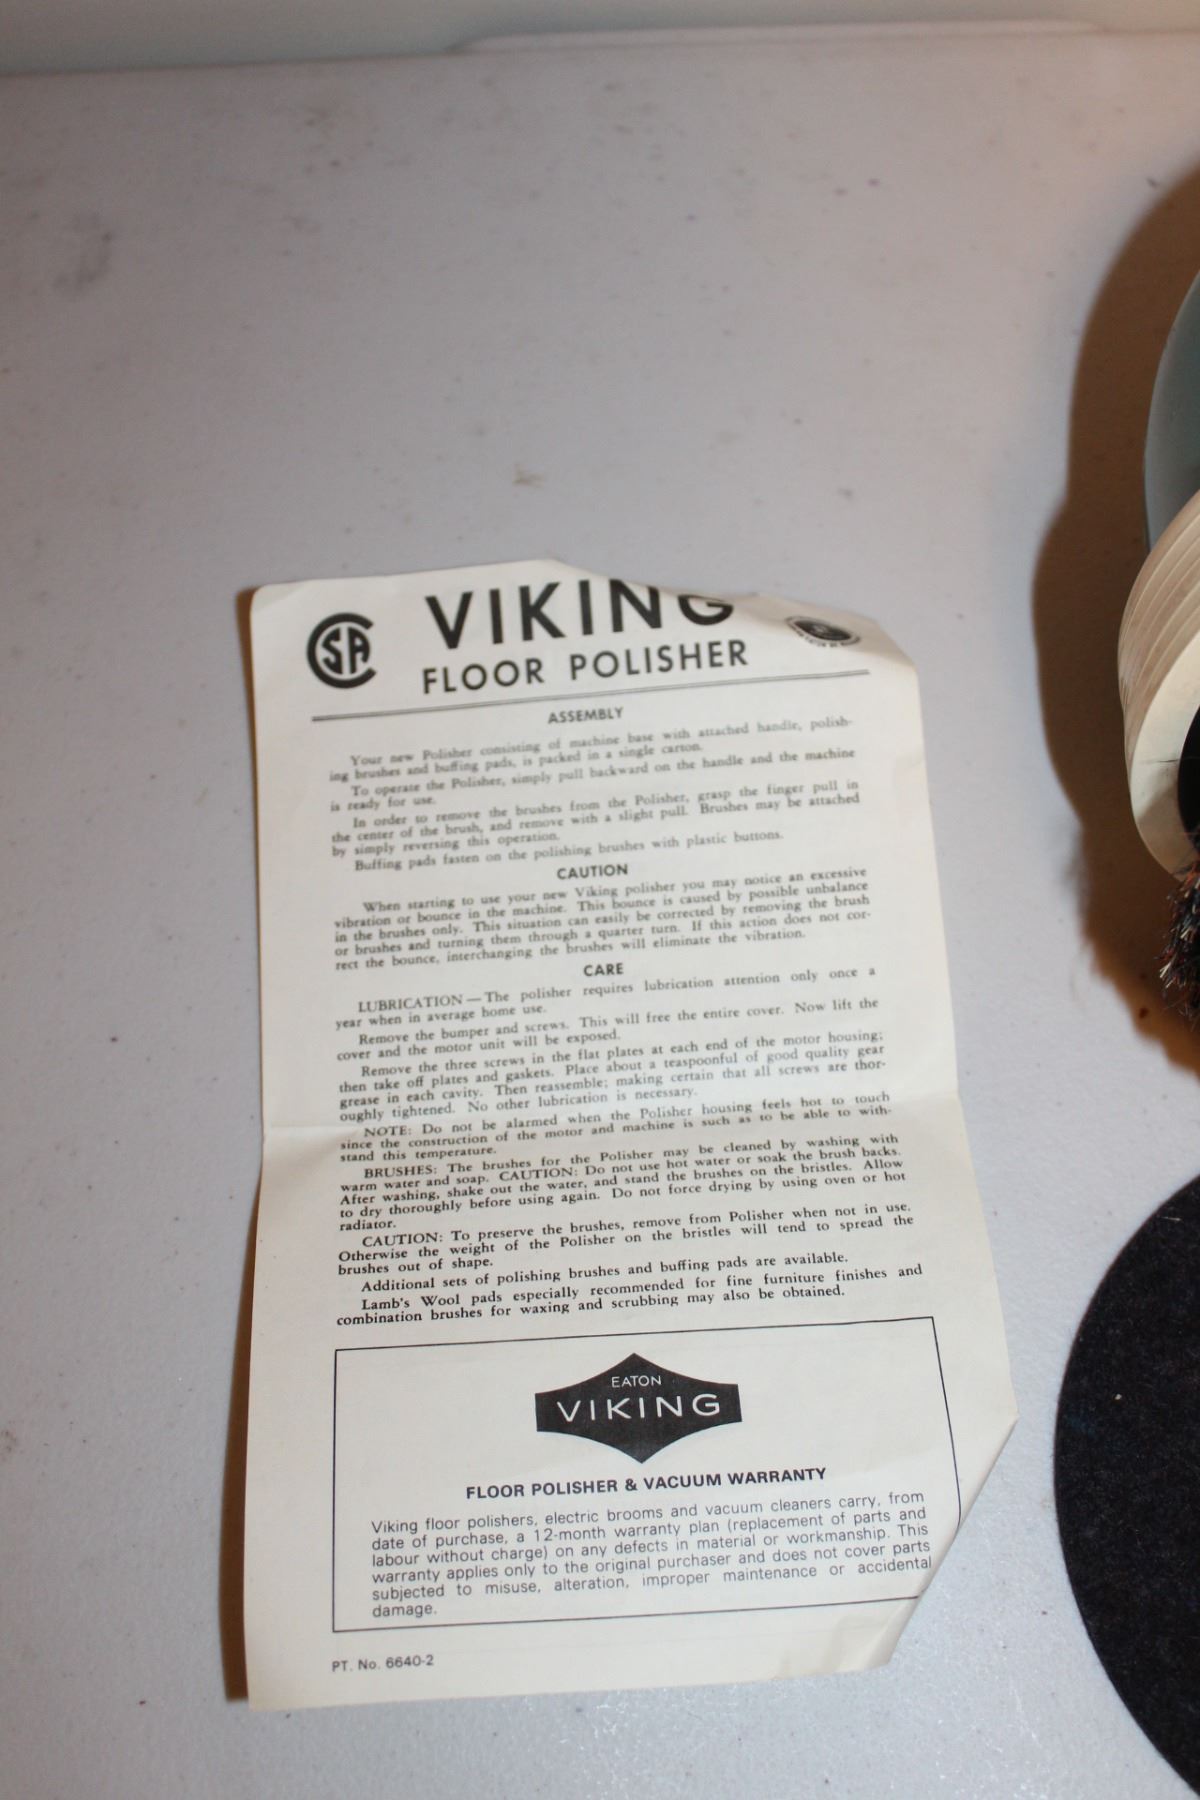 CSA
VIKING
FLOOR POLISHER
ASSEMBLY
Your new Polisher consisting of machine base with attached handle, polish-
ing brushes and buffing pads, is packed in a single carton.
To operate the Polisher, simply pull backward on the handle and the machine
is ready for use.
In order to remove the brushes from the Polisher, grasp the finger pull in
the center of the brush, and remove with a slight pull. Brushes may be attached
by simply reversing this operation.
Buffing pads fasten on the polishing brushes with plastic buttons.
CAUTION
When starting to use your new Viking polisher you may notice an excessive
vibration or bounce in the machine. This bounce is caused by possible unbalance
in the brushes only. This situation can easily be corrected by removing the brush
or brushes and turning them through a quarter turn. If this action does not cor-
rect the bounce, interchanging the brushes will eliminate the vibration.
CARE
LUBRICATION — The polisher requires lubrication attention only once a
year when in average home use.
Remove the bumper and screws. This will free the entire cover. Now lift the
cover and the motor unit will be exposed.
Remove the three screws in the flat plates at each end of the motor housing;
then take off plates and gaskets. Place about a teaspoonful of good quality gear
grease in each cavity. Then reassemble; making certain that all screws are thor-
oughly tightened. No other lubrication is necessary.
NOTE: Do not be alarmed when the Polisher housing feels hot to touch
since the construction of the motor and machine is such as to be able to with-
stand this temperature.
BRUSHES: The brushes for the Polisher may be cleaned by washing with
warm water and soap. CAUTION: Do not use hot water or soak the brush backs.
After washing, shake out the water, and stand the brushes on the bristles. Allow
to dry thoroughly before using again. Do not force drying by using oven or hot
radiator.
CAUTION: To preserve the brushes, remove from Polisher when not in use.
Otherwise the weight of the Polisher on the bristles will tend to spread the
brushes out of shape.
Additional sets of polishing brushes and buffing pads are available.
Lamb's Wool pads especially recommended for fine furniture finishes and
combination brushes for waxing and scrubbing may also be obtained.
EATON
VIKING
FLOOR POLISHER & VACUUM WARRANTY
Viking floor polishers, electric brooms and vacuum cleaners carry, from
date of purchase, a 12-month warranty plan (replacement of parts and
labour without charge) on any defects in material or workmanship. This
warranty applies only to the original purchaser and does not cover parts
subjected to misuse, alteration, improper maintenance or accidental
damage.
PT. No. 6640-2